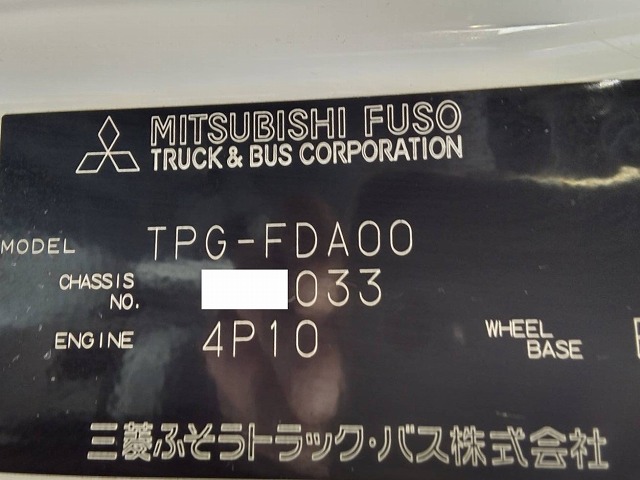 MITSUBISHI FUSO
TRUCK & BUS CORPORATION
MODEL TPG-FDA00
CHASSIS NO. 033
ENGINE 4P10
WHEEL BASE
三菱ふそうトラック・バス株式会社